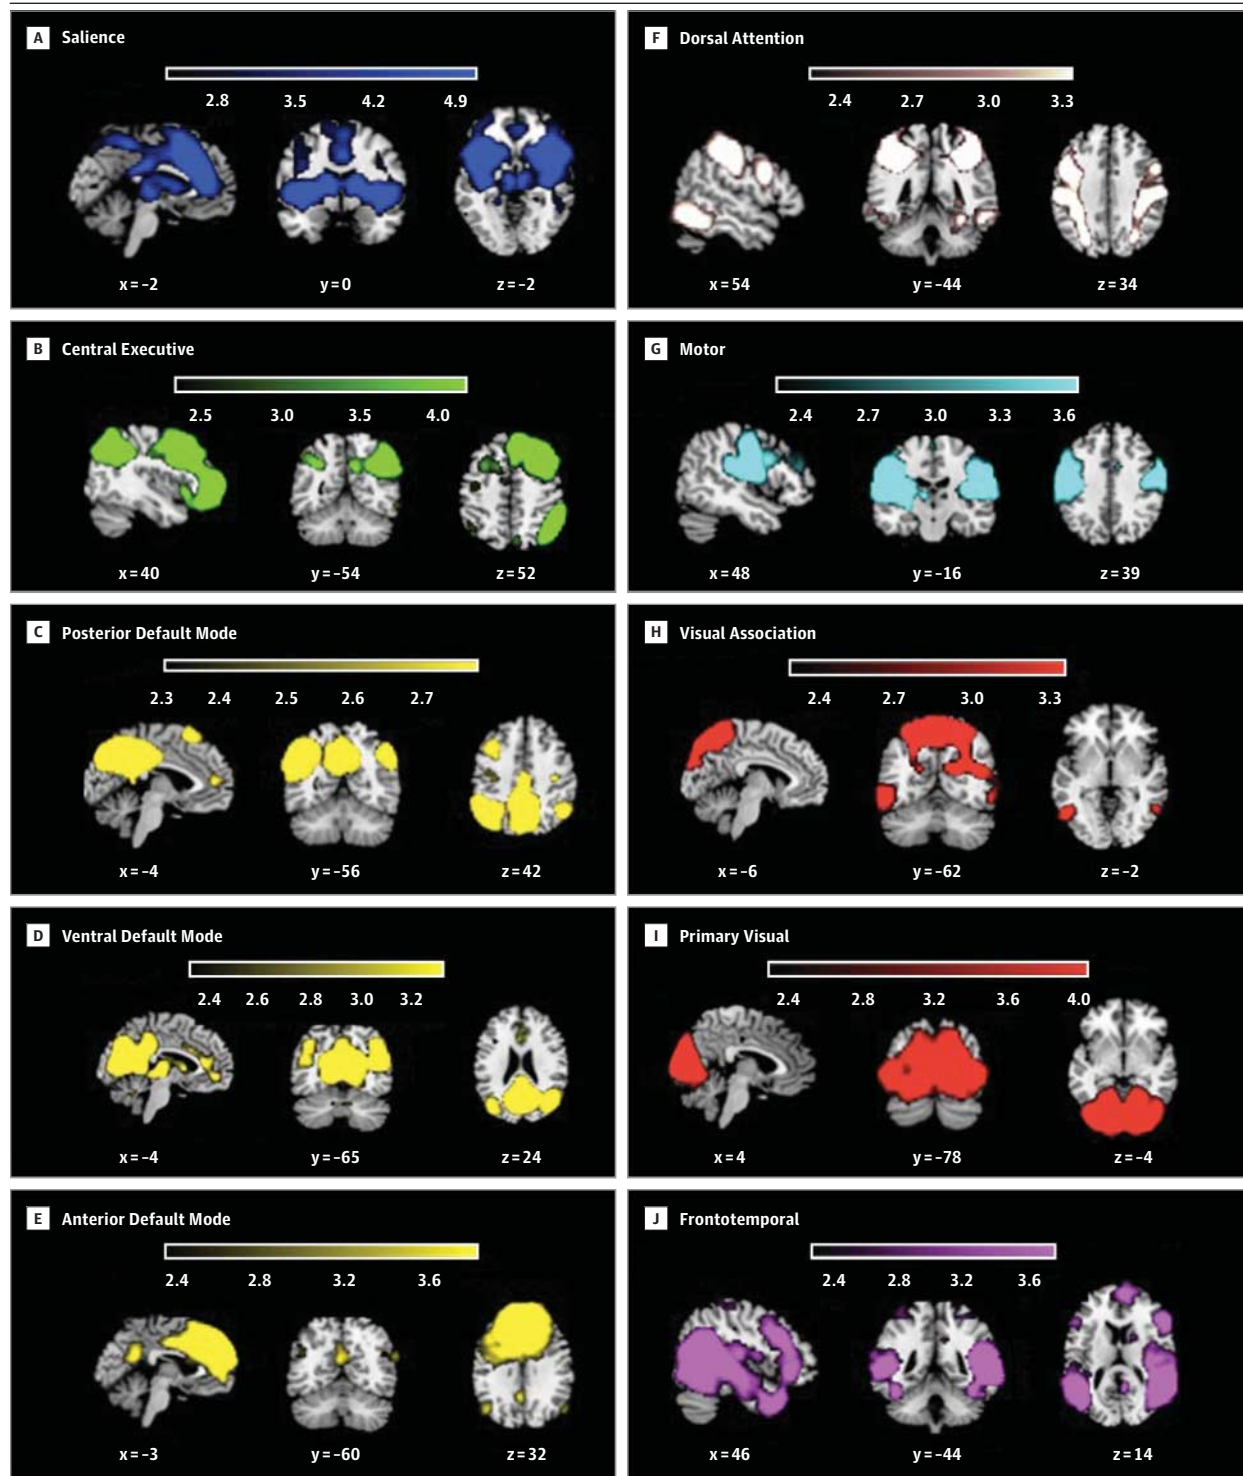 A Salience
2.8 3.5 4.2 4.9
x = –2 y = 0 z = –2
B Central Executive
2.5 3.0 3.5 4.0
x = 40 y = –54 z = 52
C Posterior Default Mode
2.3 2.4 2.5 2.6 2.7
x = –4 y = –56 z = 42
D Ventral Default Mode
2.4 2.6 2.8 3.0 3.2
x = –4 y = –65 z = 24
E Anterior Default Mode
2.4 2.8 3.2 3.6
x = –3 y = –60 z = 32
F Dorsal Attention
2.4 2.7 3.0 3.3
x = 54 y = –44 z = 34
G Motor
2.4 2.7 3.0 3.3 3.6
x = 48 y = –16 z = 39
H Visual Association
2.4 2.7 3.0 3.3
x = –6 y = –62 z = –2
I Primary Visual
2.4 2.8 3.2 3.6 4.0
x = 4 y = –78 z = –4
J Frontotemporal
2.4 2.8 3.2 3.6
x = 46 y = –44 z = 14